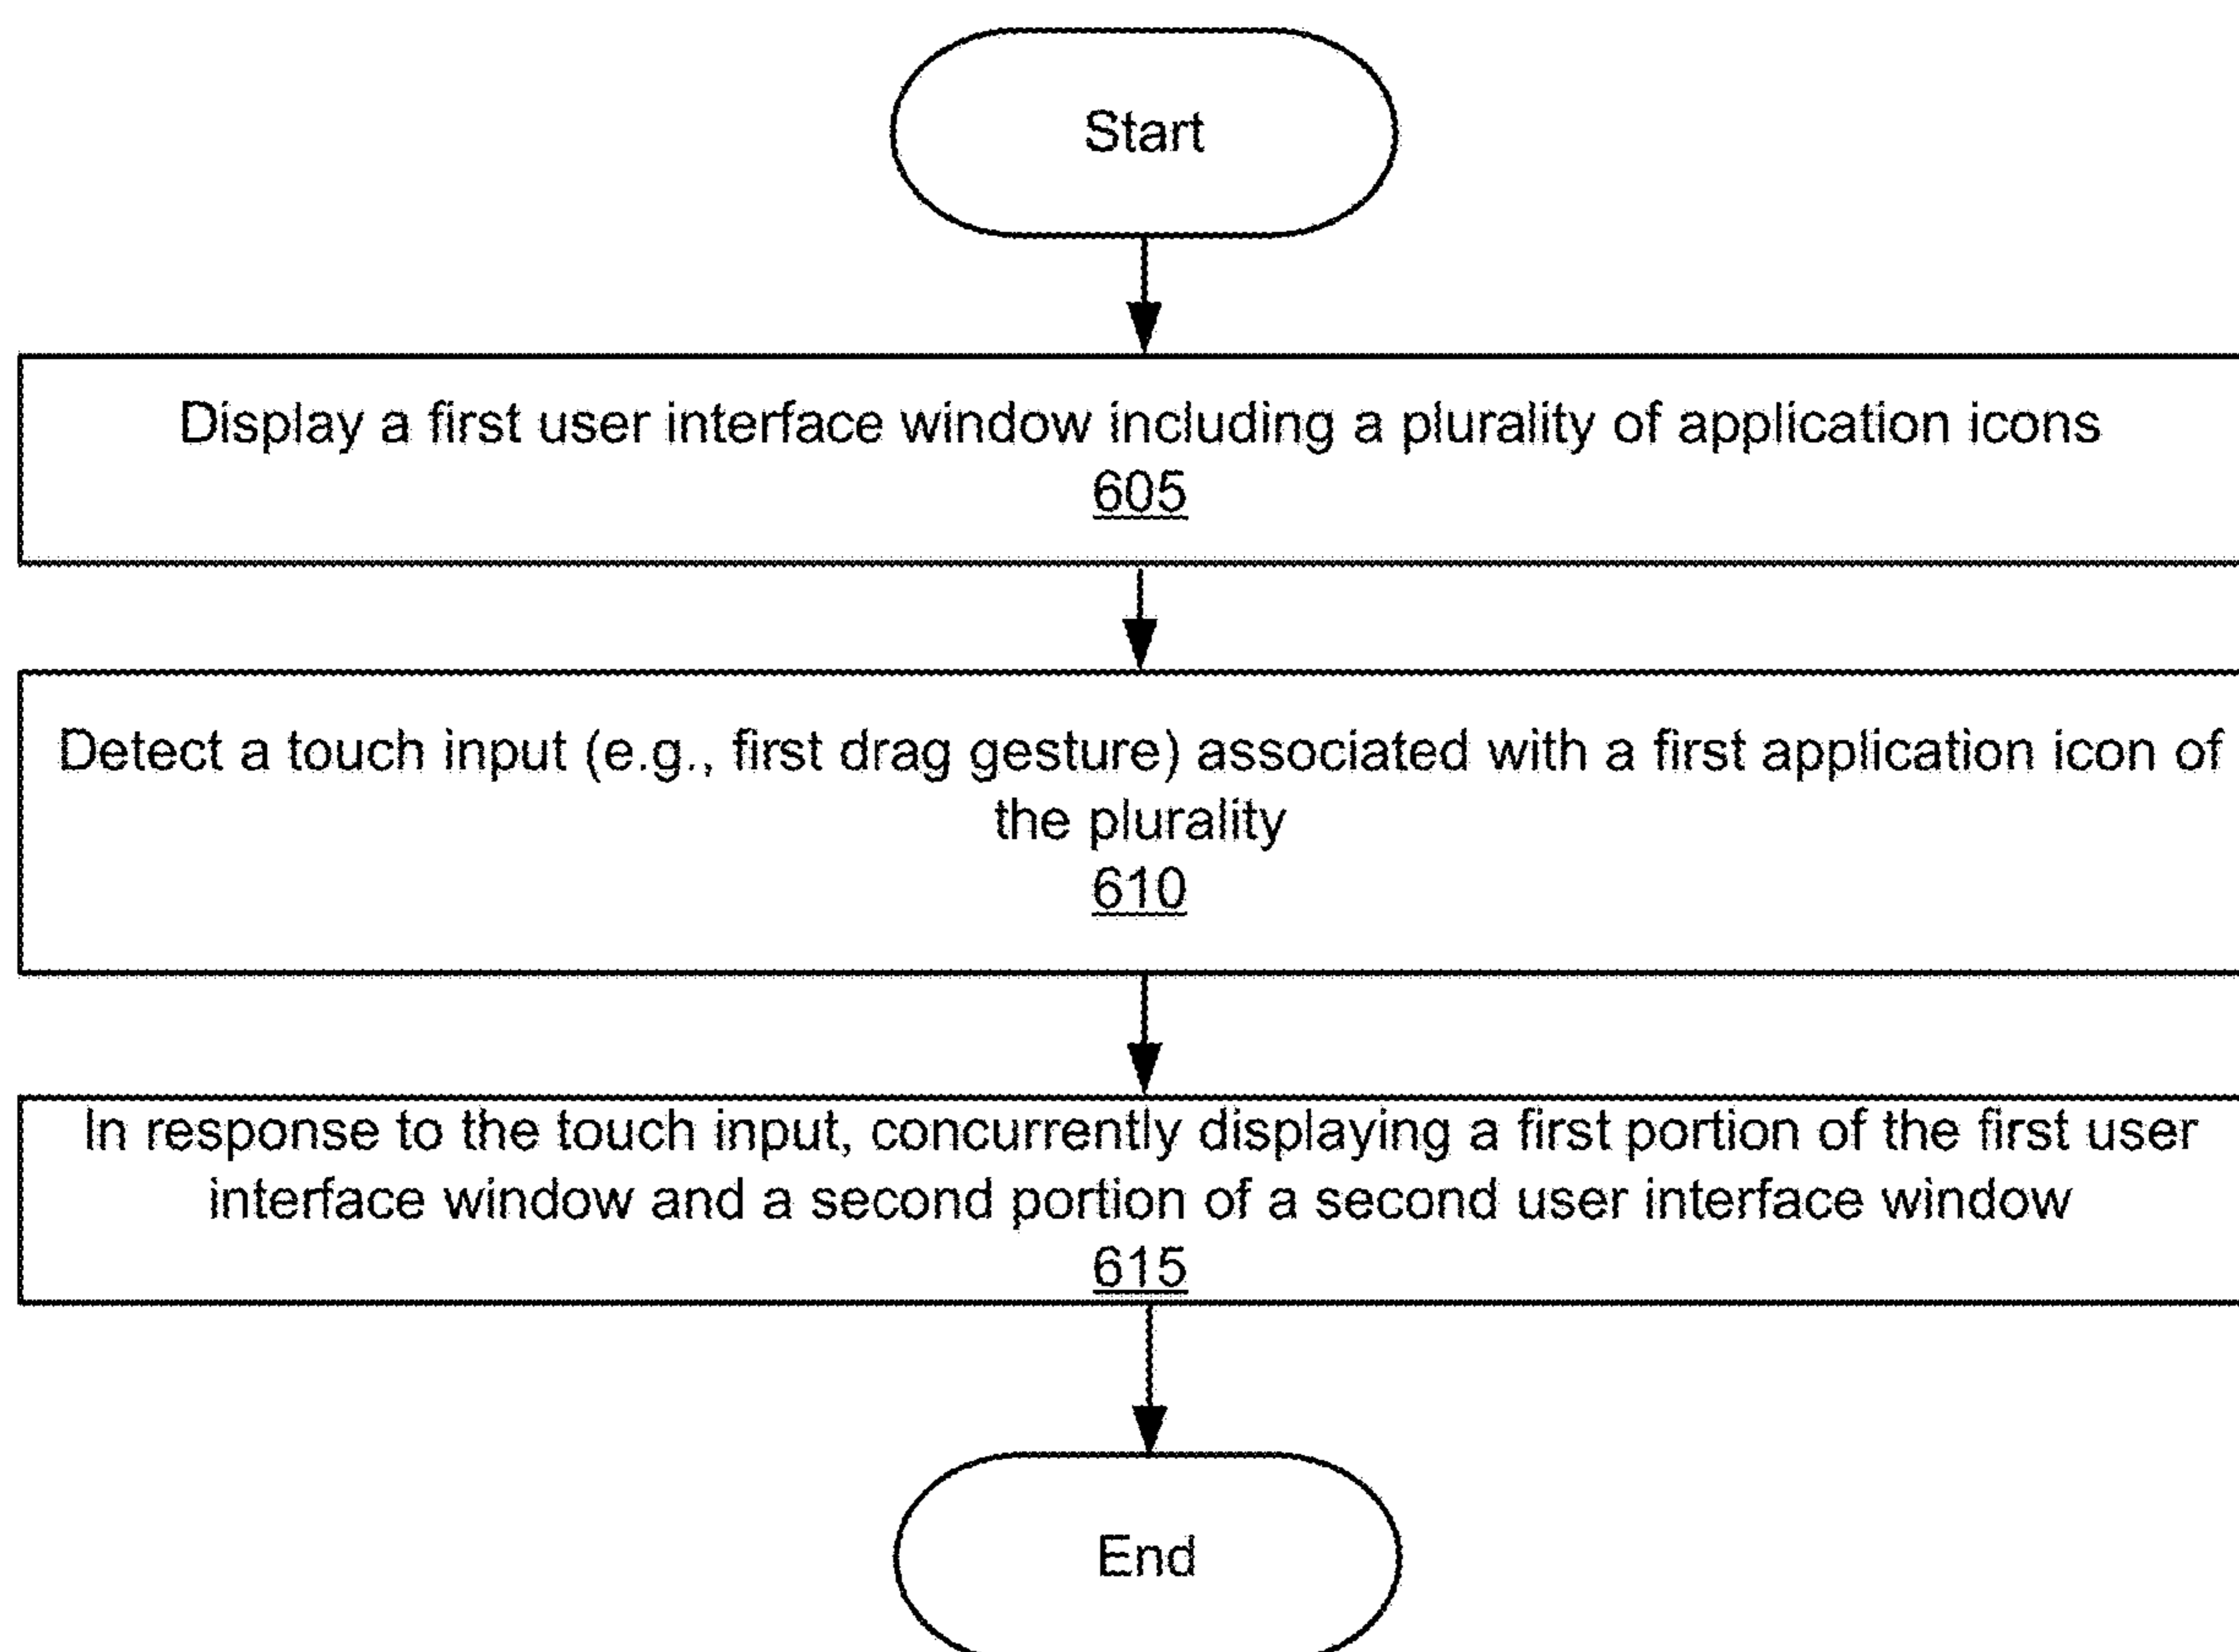 Start
Display a first user interface window including a plurality of application icons
605
Detect a touch input (e.g., first drag gesture) associated with a first application icon of
the plurality
610
In response to the touch input, concurrently displaying a first portion of the first user
interface window and a second portion of a second user interface window
615
End